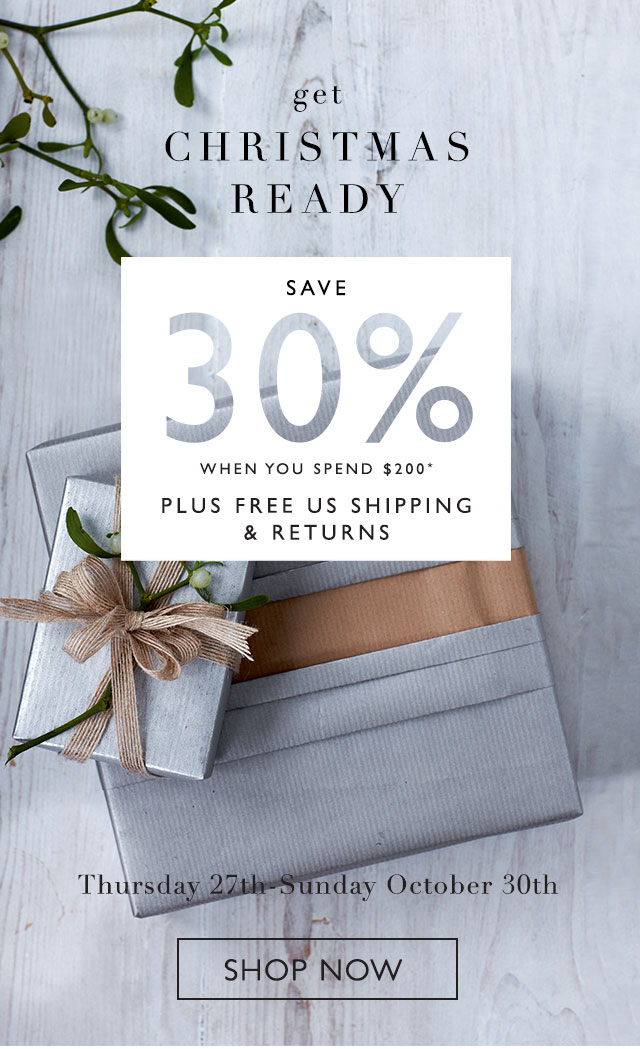 get
CHRISTMAS
READY
SAVE
30%
WHEN YOU SPEND $200*
PLUS FREE US SHIPPING
& RETURNS
Thursday 27th-Sunday October 30th
SHOP NOW